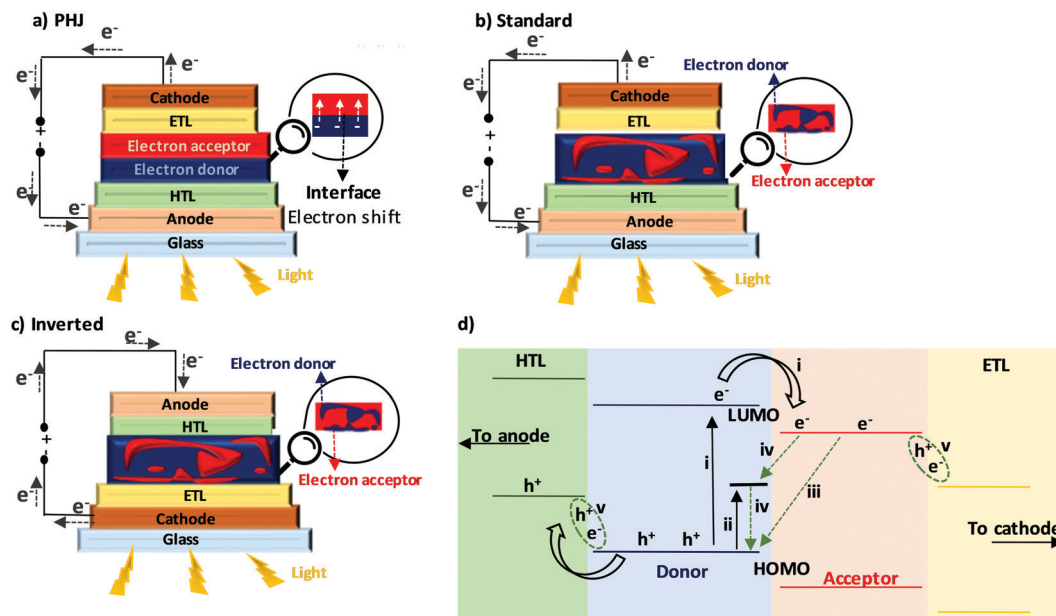 a) PHJ
e-
e-
e-
Cathode
ETL
Electron acceptor
Electron donor
HTL
Anode
Glass
+
-
e-
e-
- - -
Interface
Electron shift
Light
b) Standard
e-
e-
e-
Electron donor
Cathode
ETL
Electron acceptor
HTL
Anode
Glass
+
-
e-
e-
Light
c) Inverted
e-
e-
e-
Electron donor
Anode
HTL
Electron acceptor
ETL
Cathode
Glass
+
-
e-
e-
Light
d)
HTL
ETL
i
e-
LUMO
e- e-
To anode
i
iv
h+ v
e-
iii
h+
h+ v
e-
ii
iv
h+ h+
To cathode
HOMO
Donor
Acceptor